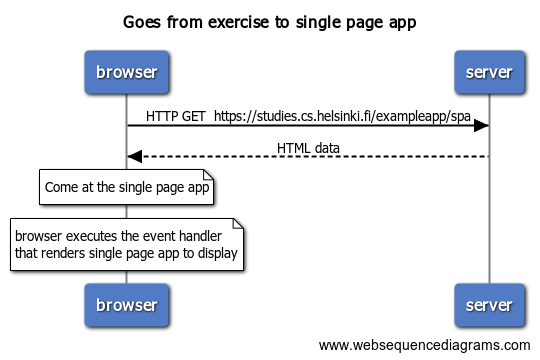 Goes from exercise to single page app
browser
server
HTTP GET  https://studies.cs.helsinki.fi/exampleapp/spa
HTML data
Come at the single page app
browser executes the event handler
that renders single page app to display
browser
server
www.websequencediagrams.com